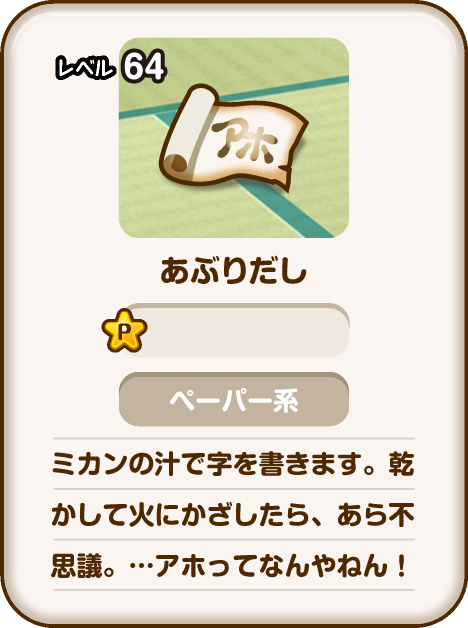 レベル 64
アホ
あぶりだし
P
ペーパー系
ミカンの汁で字を書きます。乾
かして火にかざしたら、あら不
思議。…アホってなんやねん！